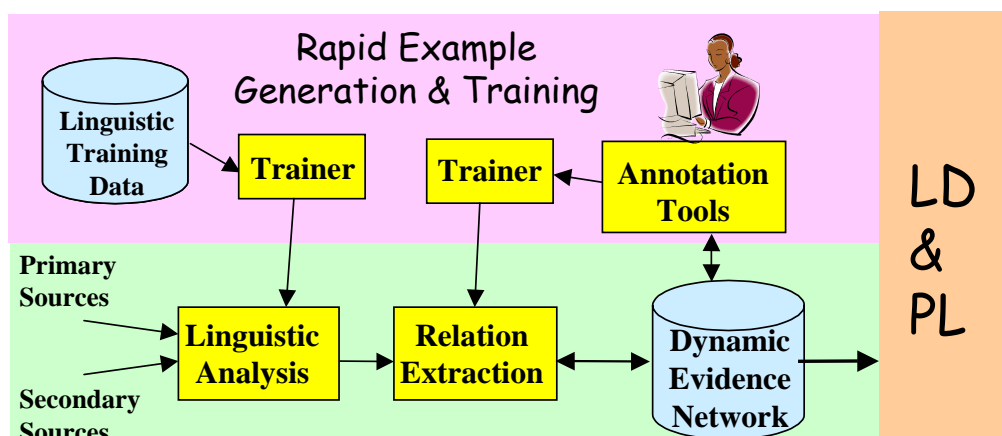 Rapid Example
Generation & Training
Linguistic
Training
Data
Trainer
Trainer
Annotation
Tools
LD
&
PL
Primary
Sources
Linguistic
Analysis
Relation
Extraction
Dynamic
Evidence
Network
Secondary
Sources